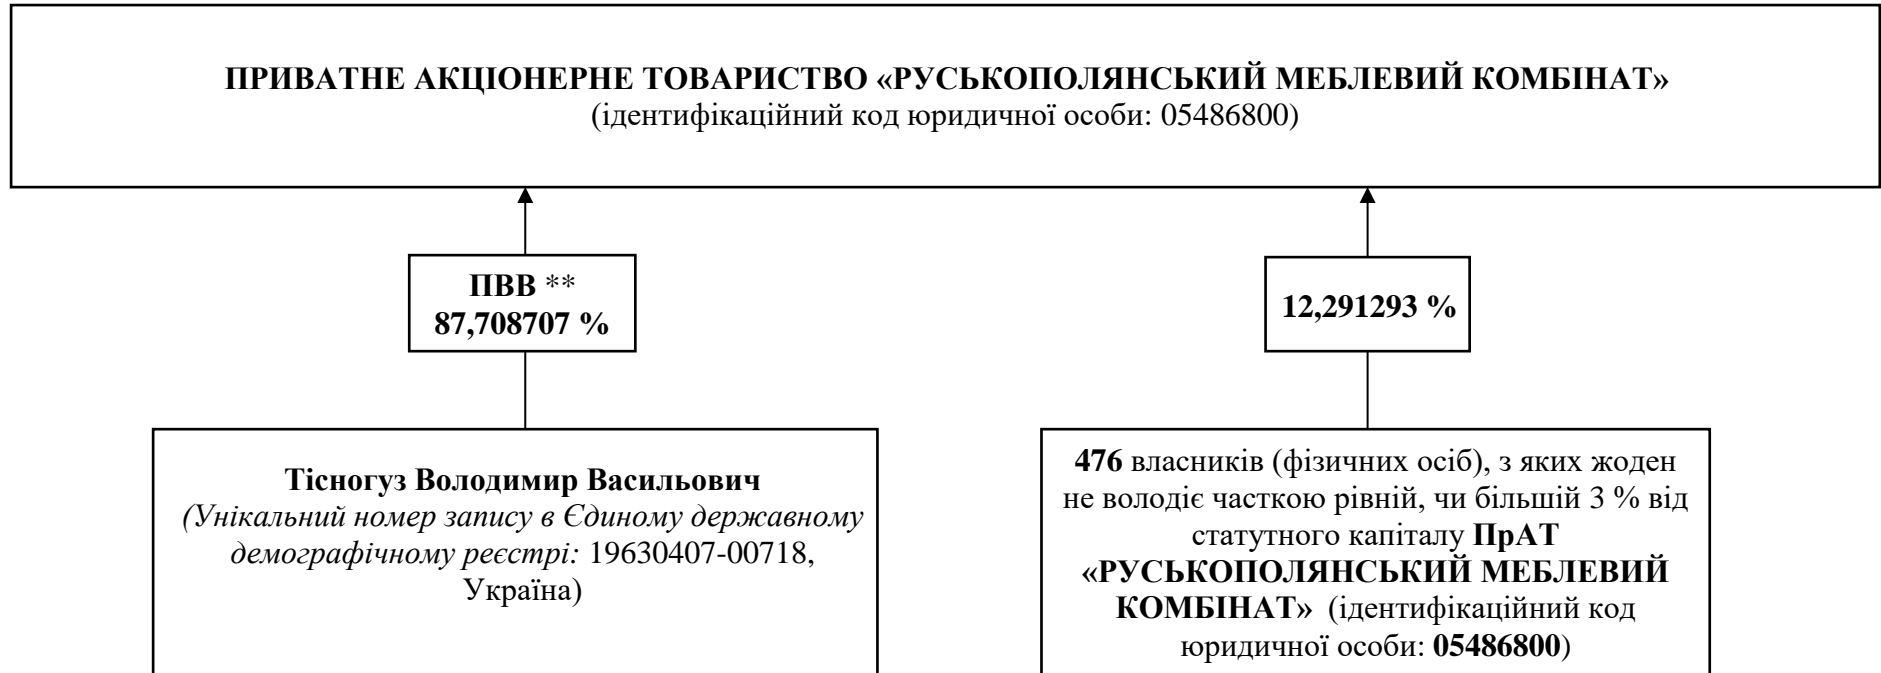 ПРИВАТНЕ АКЦІОНЕРНЕ ТОВАРИСТВО «РУСЬКОПОЛЯНСЬКИЙ МЕБЛЕВИЙ КОМБІНАТ»
(ідентифікаційний код юридичної особи: 05486800)
ПВВ **
87,708707 %
12,291293 %
Тісногуз Володимир Васильович
(Унікальний номер запису в Єдиному державному
демографічному реєстрі: 19630407-00718,
Україна)
476 власників (фізичних осіб), з яких жоден
не володіє часткою рівній, чи більшій 3 % від
статутного капіталу ПрАТ
«РУСЬКОПОЛЯНСЬКИЙ МЕБЛЕВИЙ
КОМБІНАТ» (ідентифікаційний код
юридичної особи: 05486800)